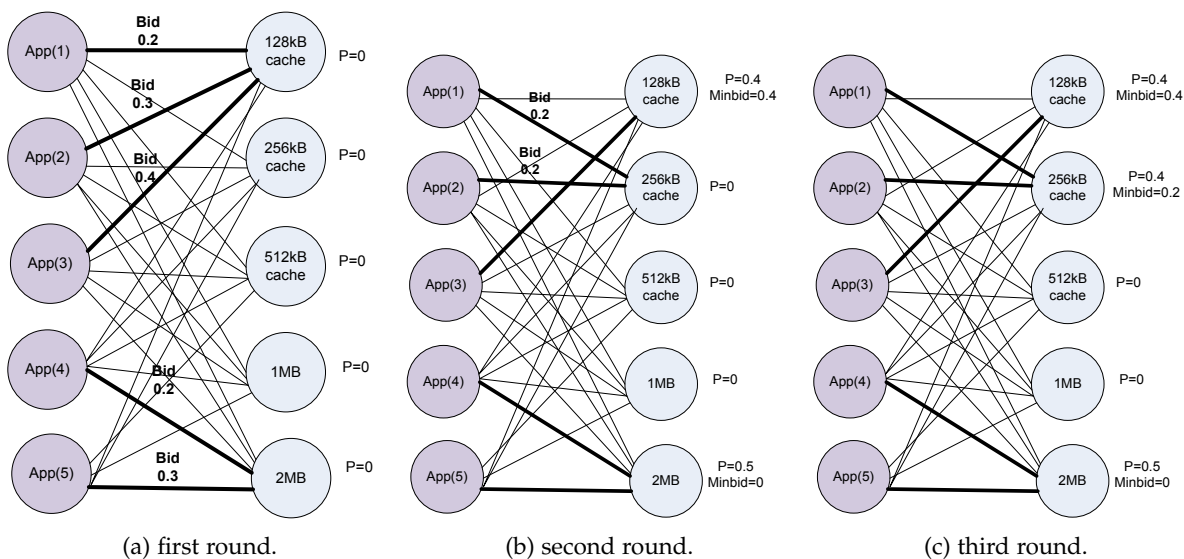 Bid
0.2
App(1)
128kB
cache
P=0
Bid
0.3
App(2)
256kB
cache
P=0
Bid
0.4
App(3)
512kB
cache
P=0
App(4)
Bid
0.2
1MB
P=0
App(5)
Bid
0.3
2MB
P=0
(a) first round.
App(1)
128kB
cache
P=0.4
Minbid=0.4
Bid
0.2
App(2)
Bid
0.2
256kB
cache
P=0
App(3)
512kB
cache
P=0
App(4)
1MB
P=0
App(5)
2MB
P=0.5
Minbid=0
(b) second round.
App(1)
128kB
cache
P=0.4
Minbid=0.4
App(2)
256kB
cache
P=0.4
Minbid=0.2
App(3)
512kB
cache
P=0
App(4)
1MB
P=0
App(5)
2MB
P=0.5
Minbid=0
(c) third round.